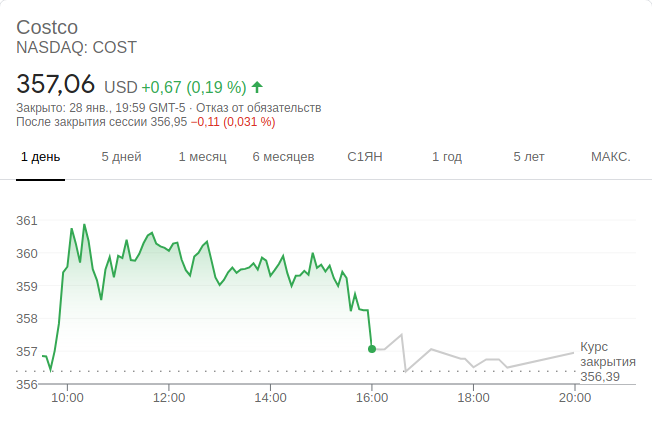 Costco
NASDAQ: COST
357,06 USD +0,67 (0,19 %)
Закрыто: 28 янв., 19:59 GMT-5 · Отказ от обязательств
После закрытия сессии 356,95 −0,11 (0,031 %)
1 день 5 дней 1 месяц 6 месяцев С1ЯН 1 год 5 лет МАКС.
361
360
359
358
357
356
Курс
закрытия
356,39
10:00 12:00 14:00 16:00 18:00 20:00